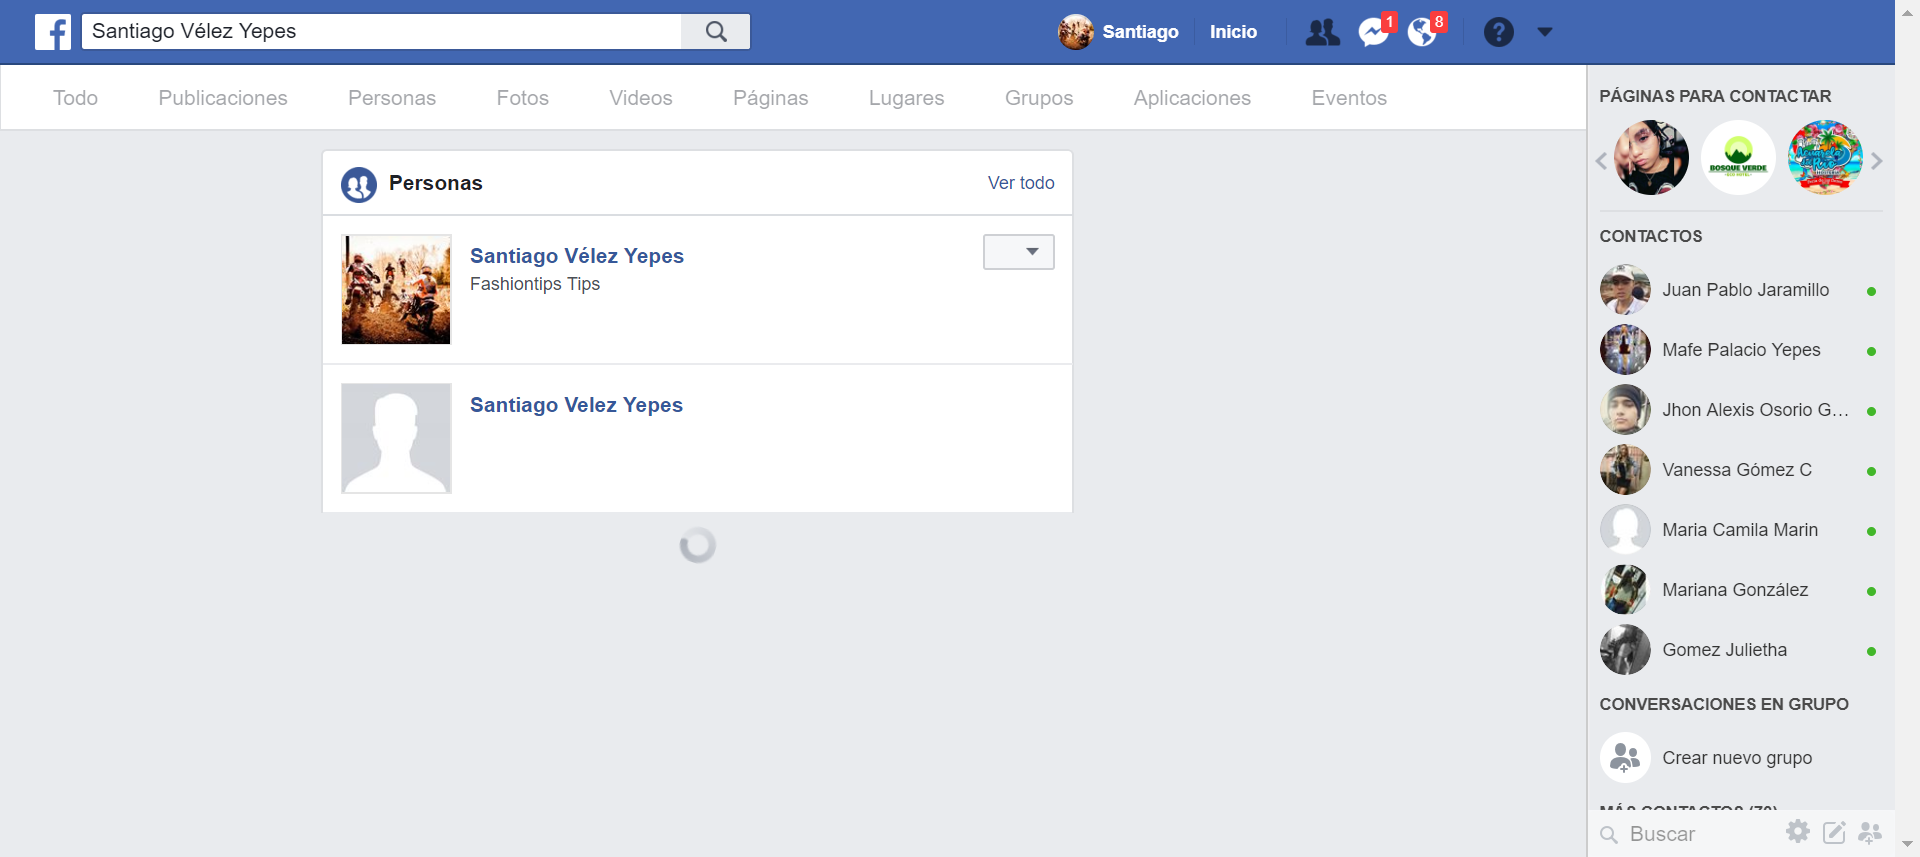 Santiago Vélez Yepes
Santiago
Inicio
1
8
Todo
Publicaciones
Personas
Fotos
Videos
Páginas
Lugares
Grupos
Aplicaciones
Eventos
Personas
Ver todo
Santiago Vélez Yepes
Fashiontips Tips
Santiago Velez Yepes
PÁGINAS PARA CONTACTAR
BOSQUE VERDE
CONTACTOS
Juan Pablo Jaramillo
Mafe Palacio Yepes
Jhon Alexis Osorio G...
Vanessa Gómez C
Maria Camila Marin
Mariana González
Gomez Julietha
CONVERSACIONES EN GRUPO
Crear nuevo grupo
MÁS CONTACTOS (70)
Buscar